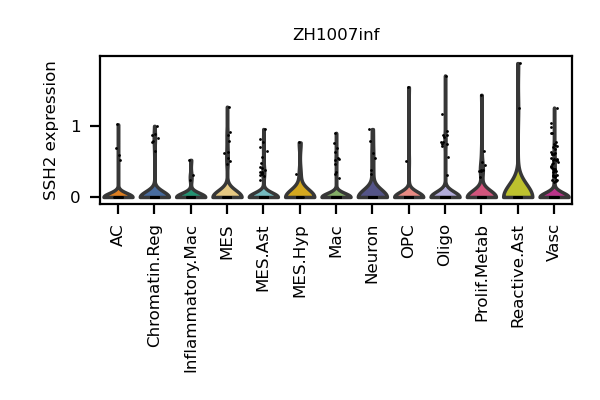 ZH1007inf
SSH2 expression
1
0
AC
Chromatin.Reg
Inflammatory.Mac
MES
MES.Ast
MES.Hyp
Mac
Neuron
OPC
Oligo
Prolif.Metab
Reactive.Ast
Vasc